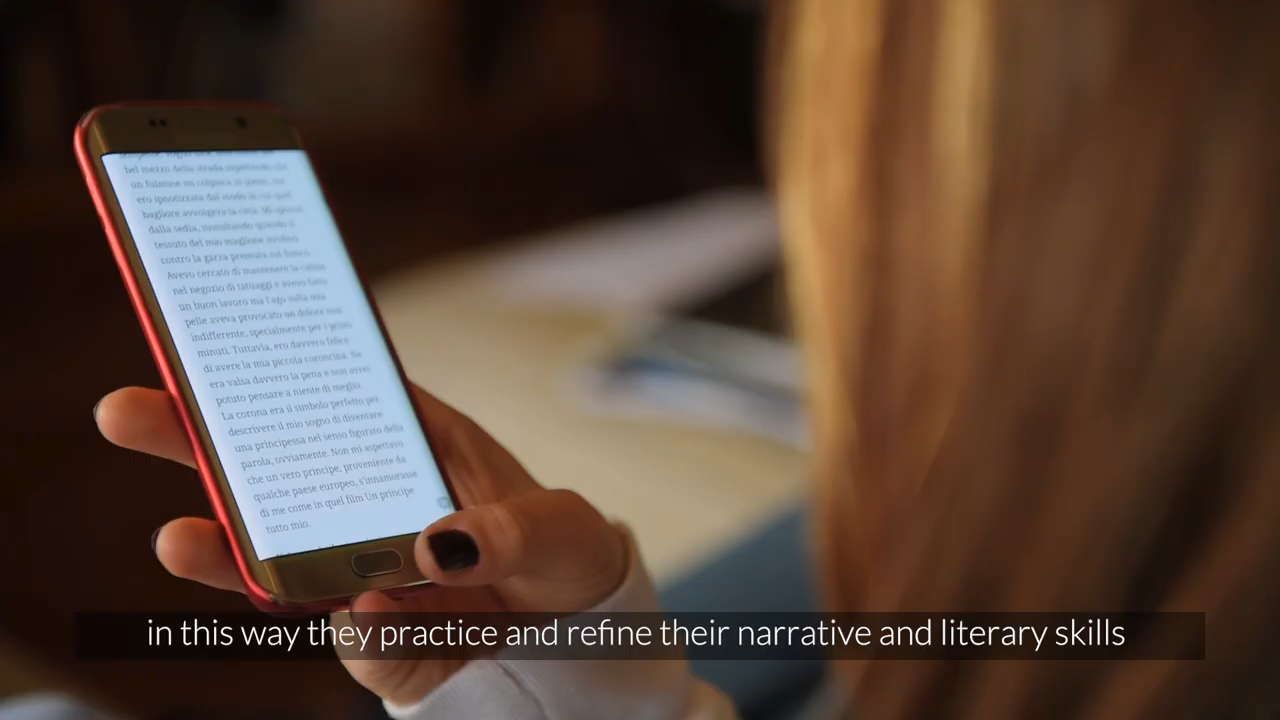 bel mezzo della strada aspettando che
un fulmine mi colpisca in pieno, ma
ero ipnotizzata dal modo in cui quel
bagliore avvolgeva la città. Mi spostai
dalla sedia, sussultando quando il
tessuto del mio maglione strofinò
contro la garza premuta sul fianco.
Avevo cercato di mantenere la calma
nel negozio di tatuaggi e avevo fatto
un buon lavoro ma l'ago sulla mia
pelle aveva provocato un dolore non
indifferente, specialmente per i primi
minuti. Tuttavia, ero davvero felice
di avere la mia piccola coroncina. Ne
era valsa davvero la pena e non avrei
potuto pensare a niente di meglio.
La corona era il simbolo perfetto per
descrivere il mio sogno di diventare
una principessa nel senso figurato della
parola, ovviamente. Non mi aspettavo
che un vero principe, proveniente da
qualche paese europeo, s'innamorasse
di me come in quel film Un principe
tutto mio.
in this way they practice and refine their narrative and literary skills